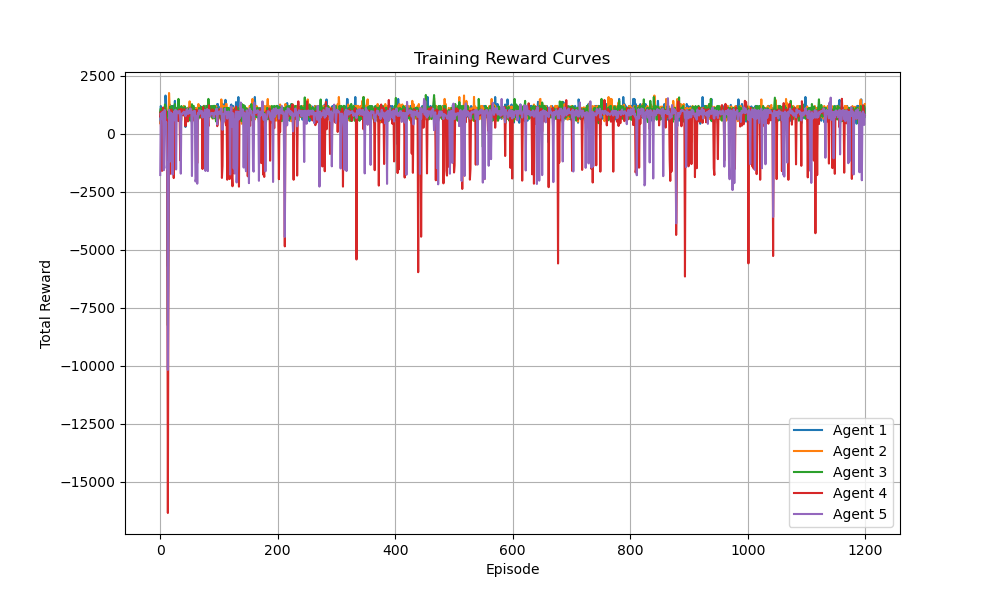 Training Reward Curves
Total Reward
2500
0
−2500
−5000
−7500
−10000
−12500
−15000
0 200 400 600 800 1000 1200
Episode
Agent 1
Agent 2
Agent 3
Agent 4
Agent 5